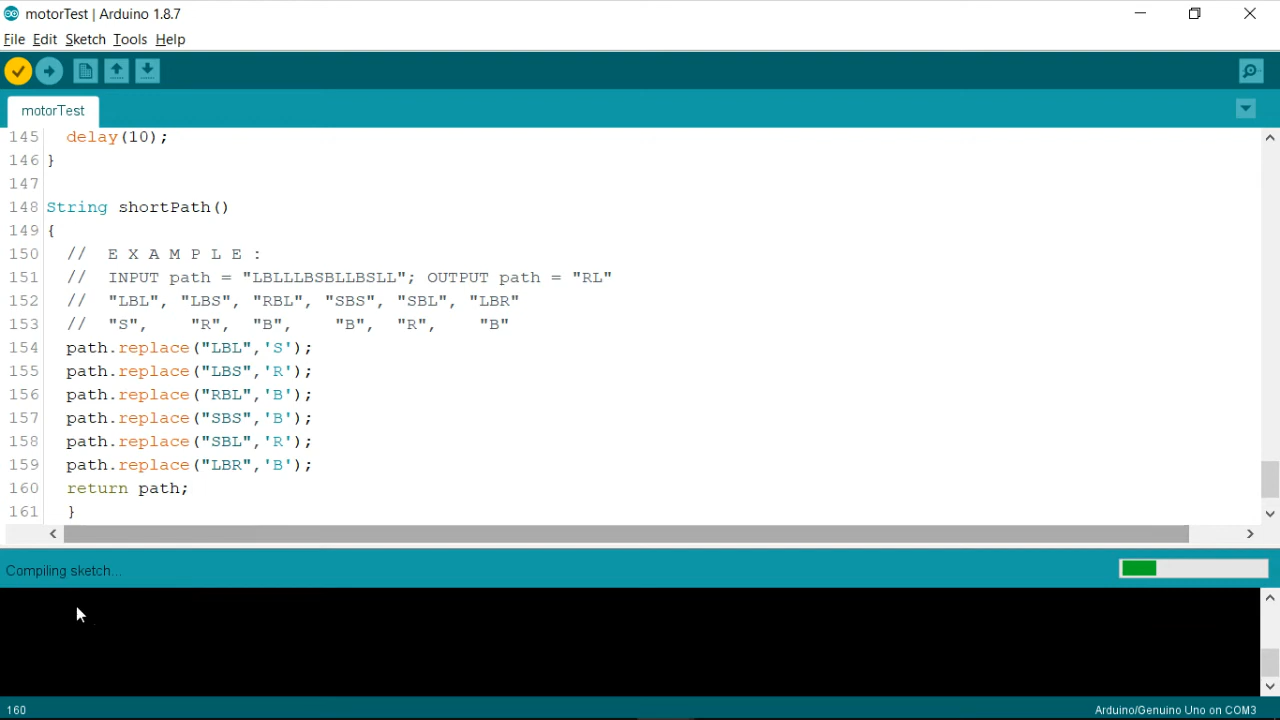 motorTest | Arduino 1.8.7
File Edit Sketch Tools Help
motorTest
145 delay(10);
146 }
147
148 String shortPath()
149 {
150 // E X A M P L E :
151 // INPUT path = "LBLLLBSBLLBSLL"; OUTPUT path = "RL"
152 // "LBL", "LBS", "RBL", "SBS", "SBL", "LBR"
153 // "S", "R", "B", "B", "R", "B"
154 path.replace("LBL",'S');
155 path.replace("LBS",'R');
156 path.replace("RBL",'B');
157 path.replace("SBS",'B');
158 path.replace("SBL",'R');
159 path.replace("LBR",'B');
160 return path;
161 }
Compiling sketch...
160 Arduino/Genuino Uno on COM3